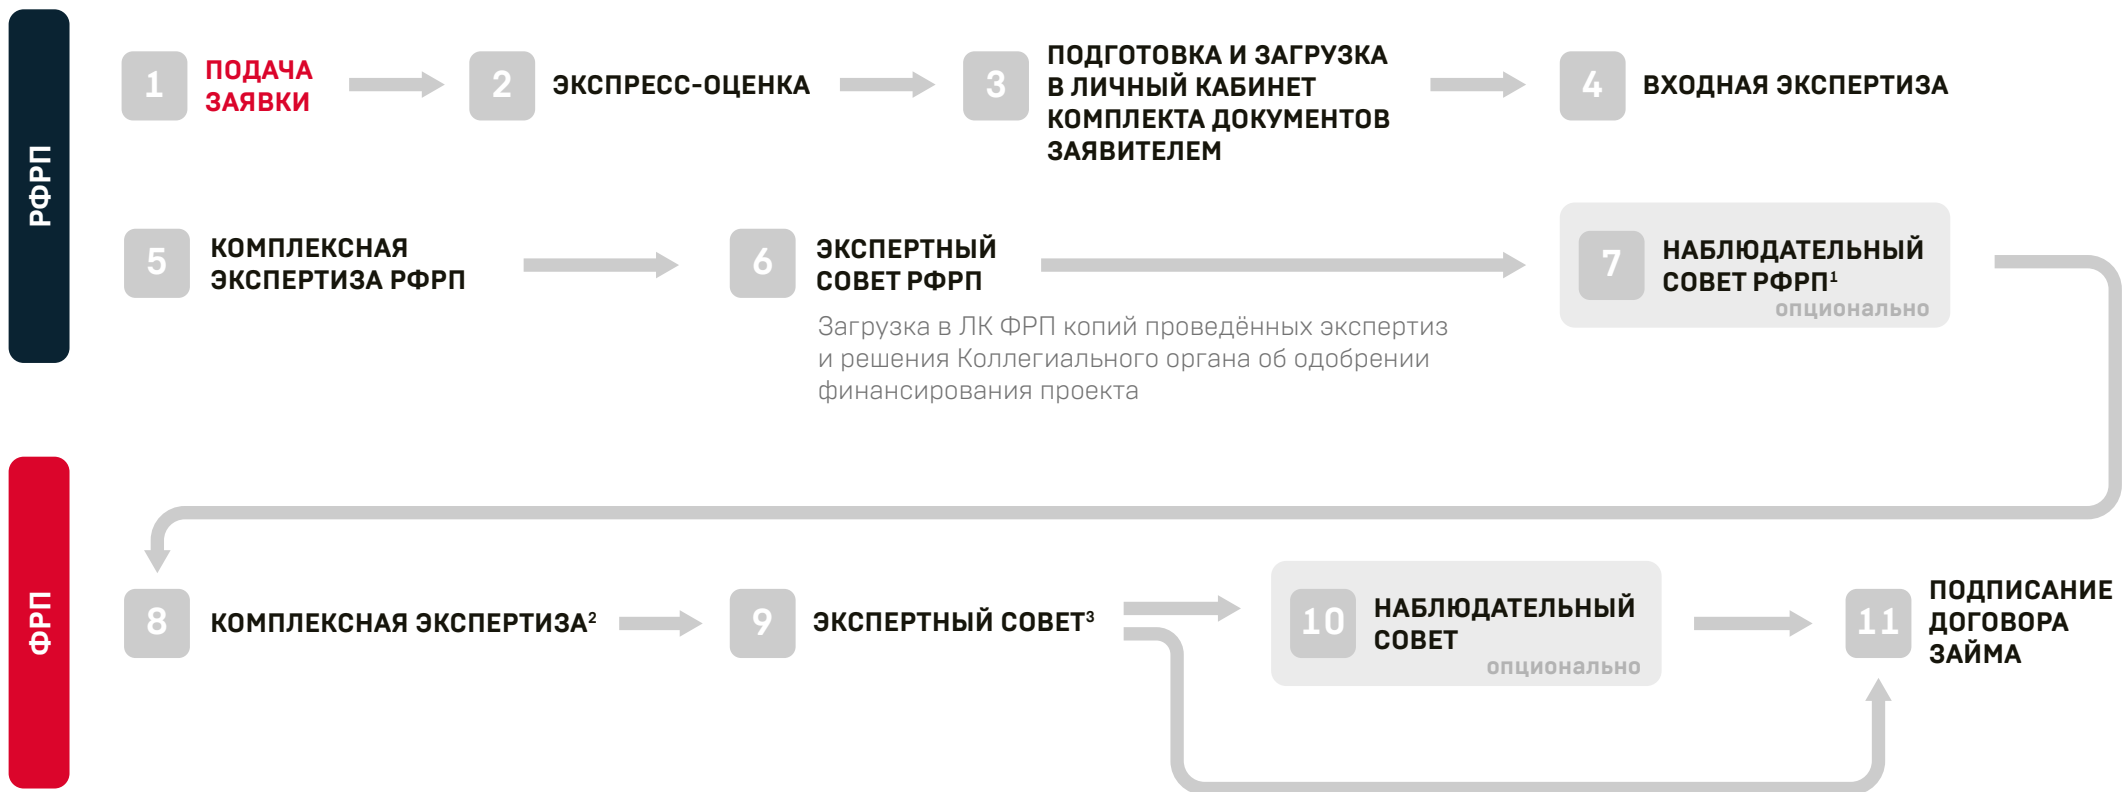 РФРП
1
ПОДАЧА
ЗАЯВКИ
2
ЭКСПРЕСС-ОЦЕНКА
3
ПОДГОТОВКА И ЗАГРУЗКА
В ЛИЧНЫЙ КАБИНЕТ
КОМПЛЕКТА ДОКУМЕНТОВ
ЗАЯВИТЕЛЕМ
4
ВХОДНАЯ ЭКСПЕРТИЗА
5
КОМПЛЕКСНАЯ
ЭКСПЕРТИЗА РФРП
6
ЭКСПЕРТНЫЙ
СОВЕТ РФРП
Загрузка в ЛК ФРП копий проведённых экспертиз
и решения Коллегиального органа об одобрении
финансирования проекта
7
НАБЛЮДАТЕЛЬНЫЙ
СОВЕТ РФРП¹
опционально
ФРП
8
КОМПЛЕКСНАЯ ЭКСПЕРТИЗА²
9
ЭКСПЕРТНЫЙ СОВЕТ³
10
НАБЛЮДАТЕЛЬНЫЙ
СОВЕТ
опционально
11
ПОДПИСАНИЕ
ДОГОВОРА
ЗАЙМА